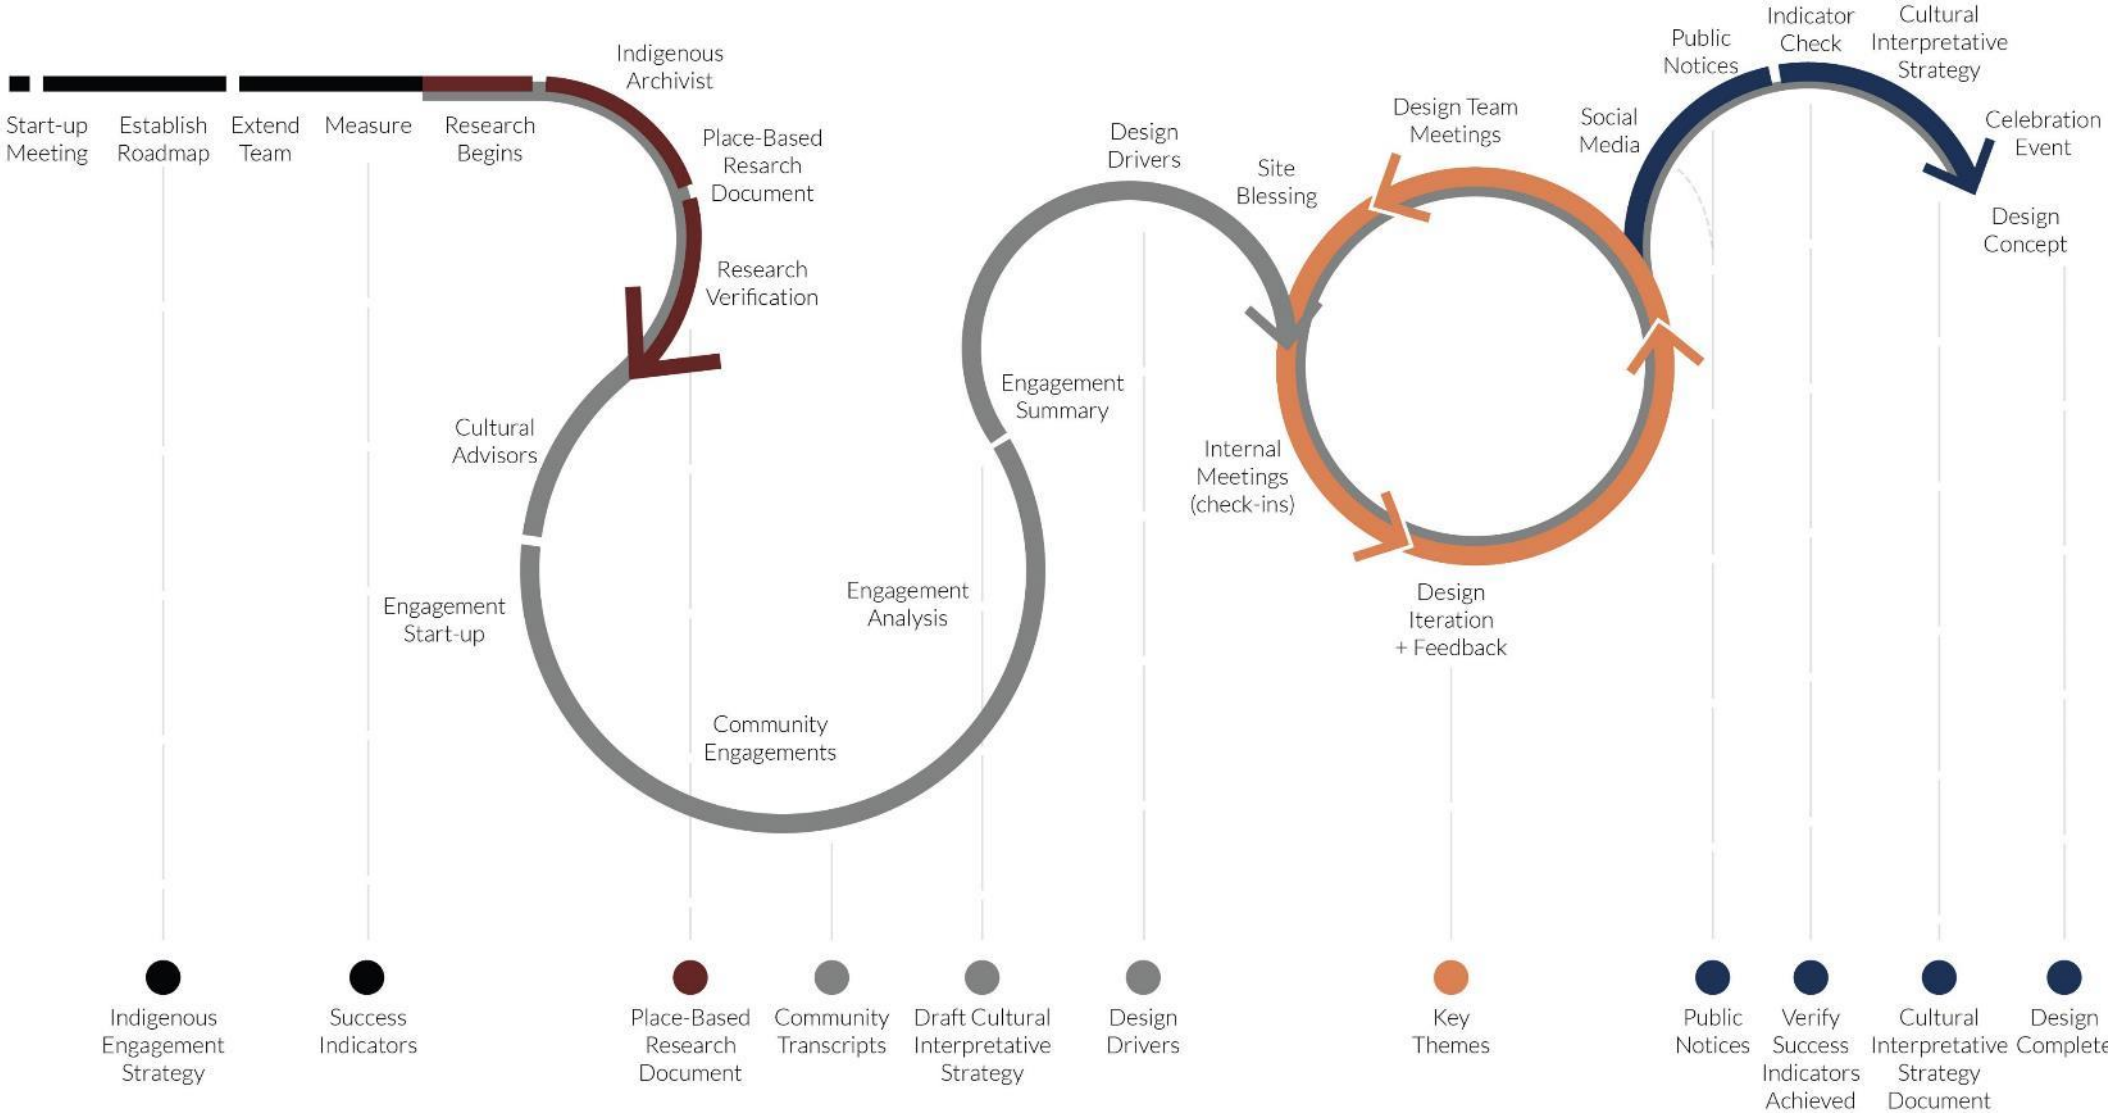 Start-up
Meeting
Establish
Roadmap
Extend
Team
Measure
Research
Begins
Indigenous
Archivist
Place-Based
Resarch
Document
Research
Verification
Cultural
Advisors
Engagement
Start-up
Community
Engagements
Engagement
Analysis
Engagement
Summary
Design
Drivers
Site
Blessing
Internal
Meetings
(check-ins)
Design Team
Meetings
Design
Iteration
+ Feedback
Social
Media
Public
Notices
Indicator
Check
Cultural
Interpretative
Strategy
Celebration
Event
Design
Concept
Indigenous
Engagement
Strategy
Success
Indicators
Place-Based
Research
Document
Community
Transcripts
Draft Cultural
Interpretative
Strategy
Design
Drivers
Key
Themes
Public
Notices
Verify
Success
Indicators
Achieved
Cultural
Interpretative
Strategy
Document
Design
Complete